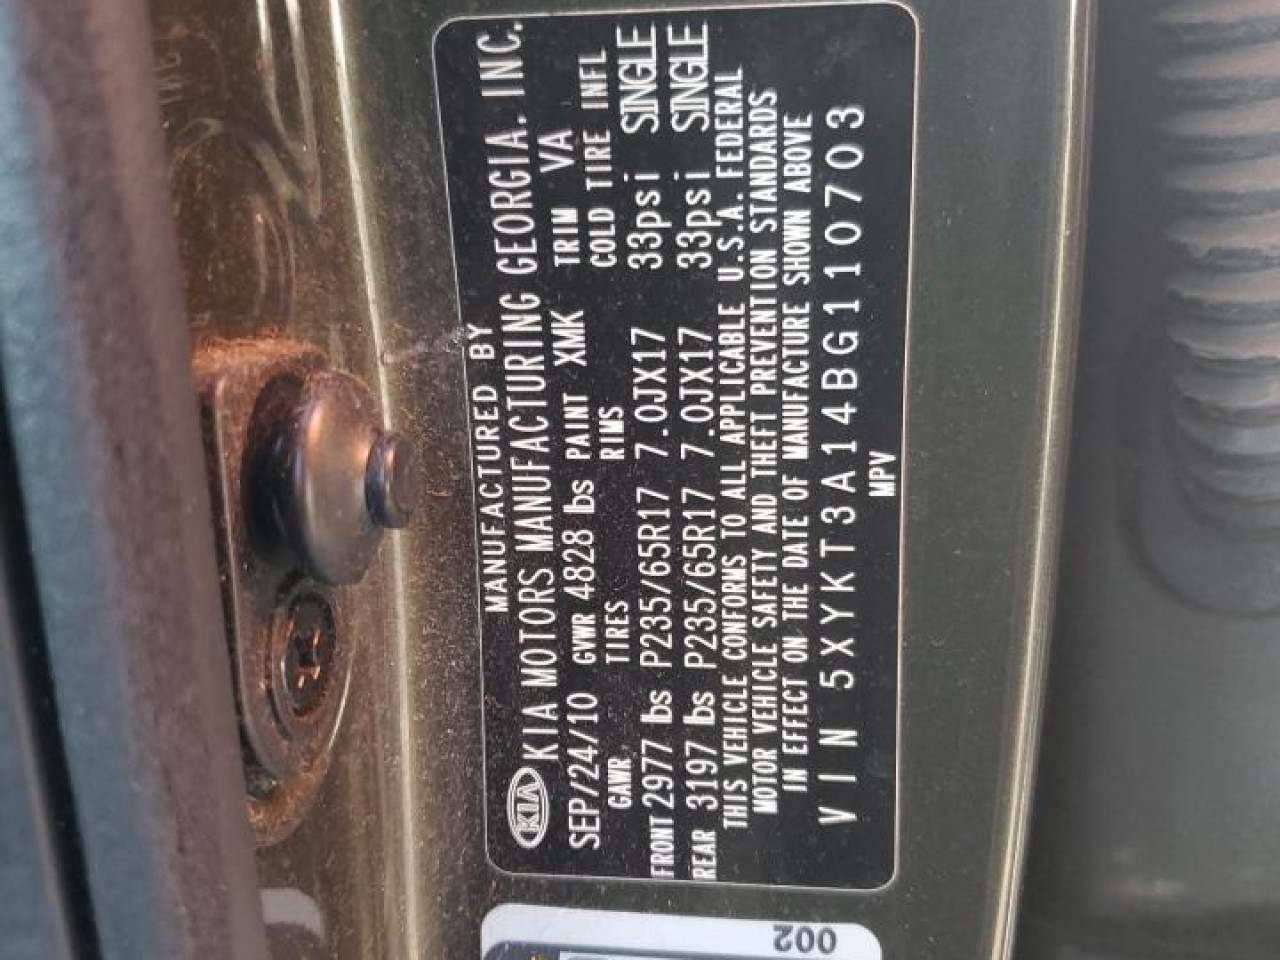 MANUFACTURED BY
KIA KIA MOTORS MANUFACTURING GEORGIA. INC.
SEP/24/10 GVWR 4828 lbs PAINT XMK TRIM VA
GAWR TIRES RIMS COLD TIRE INFL
FRONT 2977 lbs P235/65R17 7.0JX17 33psi SINGLE
REAR 3197 lbs P235/65R17 7.0JX17 33psi SINGLE
THIS VEHICLE CONFORMS TO ALL APPLICABLE U.S.A. FEDERAL
MOTOR VEHICLE SAFETY AND THEFT PREVENTION STANDARDS
IN EFFECT ON THE DATE OF MANUFACTURE SHOWN ABOVE
VIN 5XYKT3A14BG110703
MPV
002